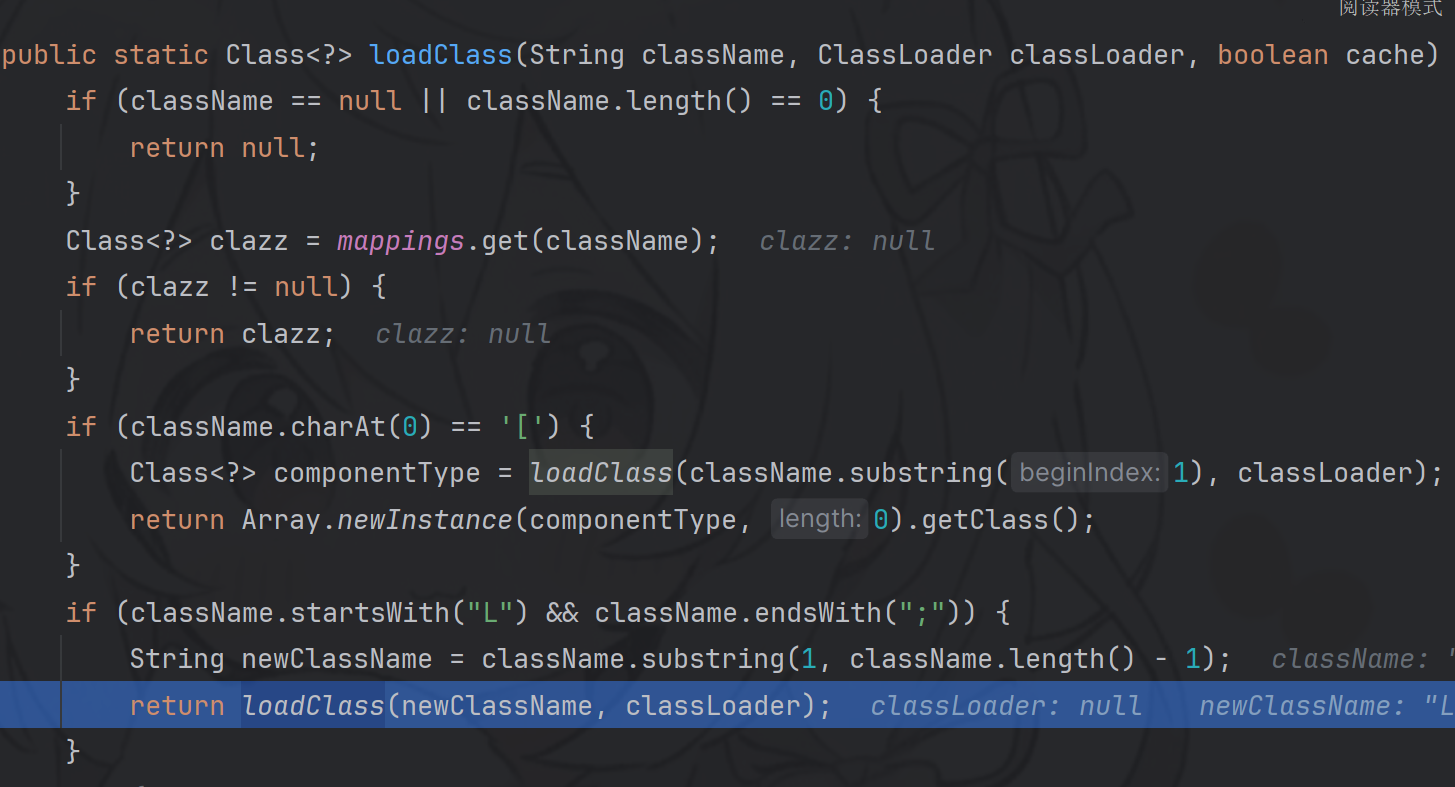 阅读器模式
public static Class<?> loadClass(String className, ClassLoader classLoader, boolean cache)
if (className == null || className.length() == 0) {
return null;
}
Class<?> clazz = mappings.get(className); clazz: null
if (clazz != null) {
return clazz; clazz: null
}
if (className.charAt(0) == '[') {
Class<?> componentType = loadClass(className.substring( beginIndex: 1), classLoader);
return Array.newInstance(componentType, length: 0).getClass();
}
if (className.startsWith("L") && className.endsWith(";")) {
String newClassName = className.substring(1, className.length() - 1); className: "
return loadClass(newClassName, classLoader); classLoader: null newClassName: "L
}